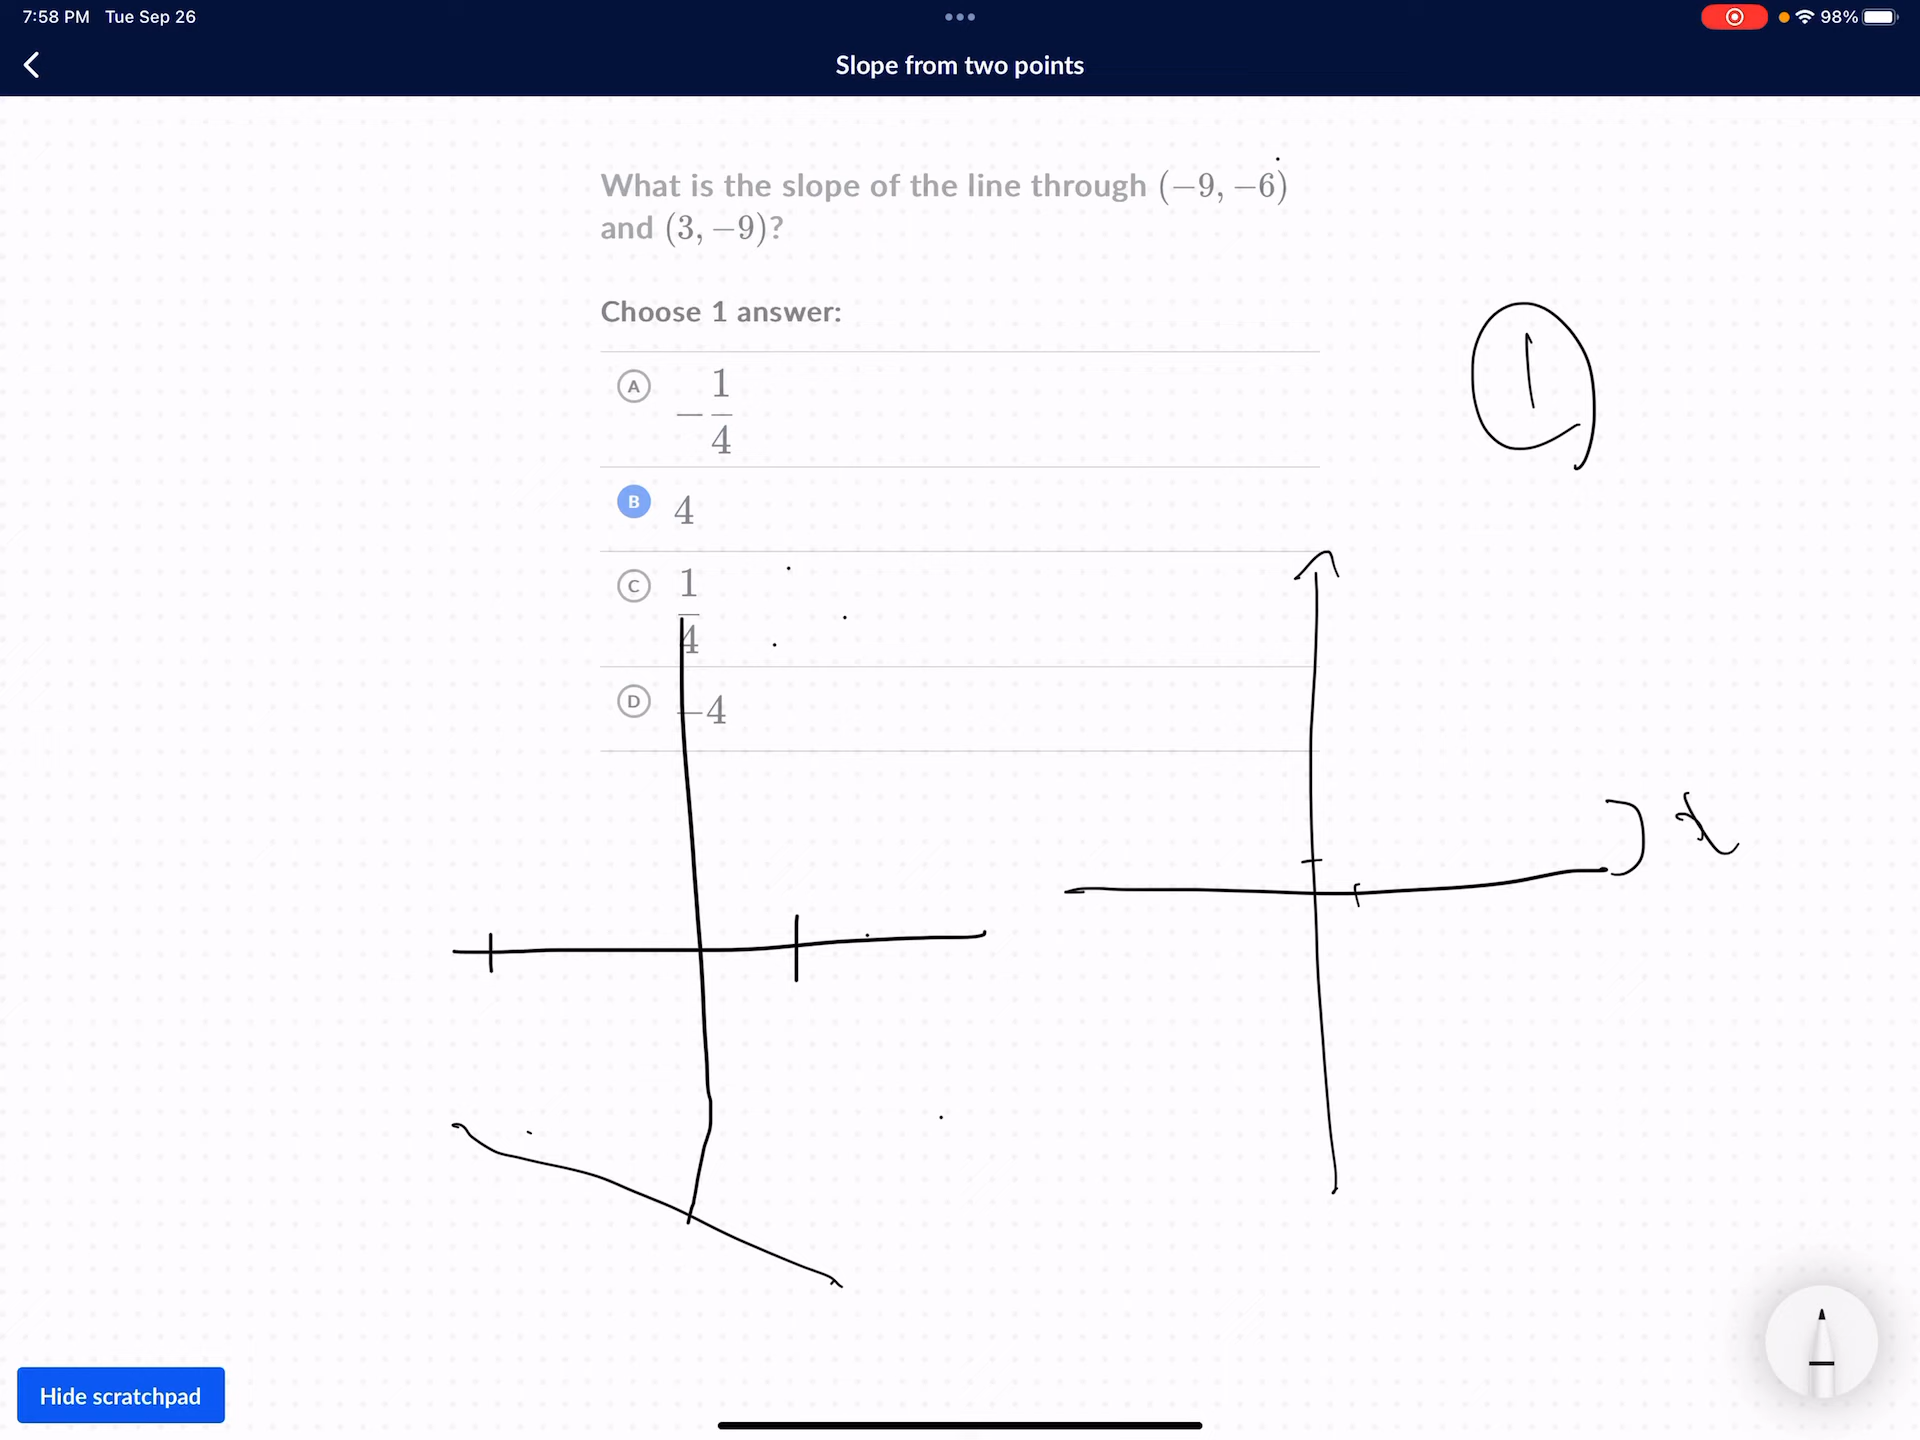 7:58 PM Tue Sep 26
98%
Slope from two points
What is the slope of the line through (−9, −6)
and (3, −9)?
Choose 1 answer:
A −1/4
B 4
C 1/4
D −4
1
x
Hide scratchpad